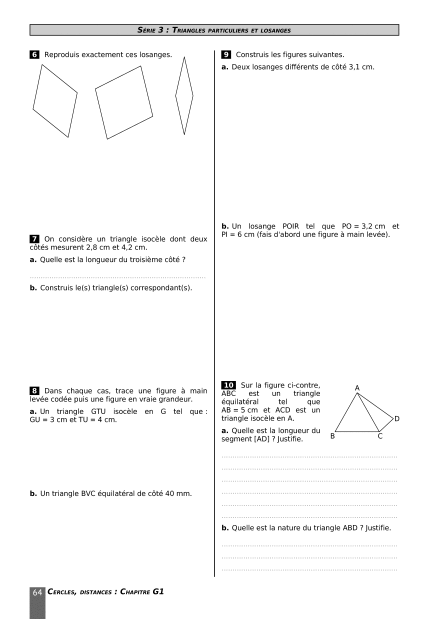 Série 3 : Triangles particuliers et losanges
6 Reproduis exactement ces losanges.
7 On considère un triangle isocèle dont deux
côtés mesurent 2,8 cm et 4,2 cm.
a. Quelle est la longueur du troisième côté ?
b. Construis le(s) triangle(s) correspondant(s).
8 Dans chaque cas, trace une figure à main
levée codée puis une figure en vraie grandeur.
a. Un triangle GTU isocèle en G tel que :
GU = 3 cm et TU = 4 cm.
b. Un triangle BVC équilatéral de côté 40 mm.
9 Construis les figures suivantes.
a. Deux losanges différents de côté 3,1 cm.
b. Un losange POIR tel que PO = 3,2 cm et
PI = 6 cm (fais d'abord une figure à main levée).
10 Sur la figure ci-contre,
ABC est un triangle
équilatéral tel que
AB = 5 cm et ACD est un
triangle isocèle en A.
a. Quelle est la longueur du
segment [AD] ? Justifie.
A
B
C
D
b. Quelle est la nature du triangle ABD ? Justifie.
64 Cercles, distances : Chapitre G1